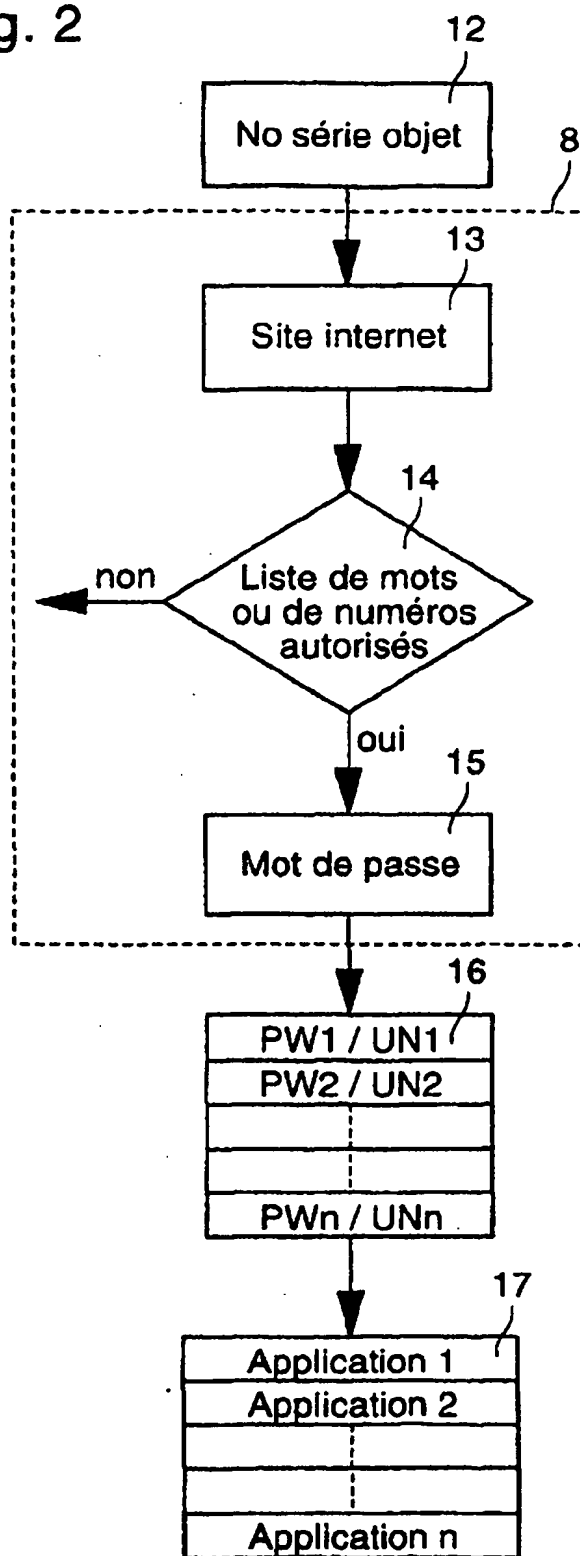 g. 2
12
No série objet
8
13
Site internet
14
non
Liste de mots
ou de numéros
autorisés
oui
15
Mot de passe
16
PW1 / UN1
PW2 / UN2
PWn / UNn
17
Application 1
Application 2
Application n